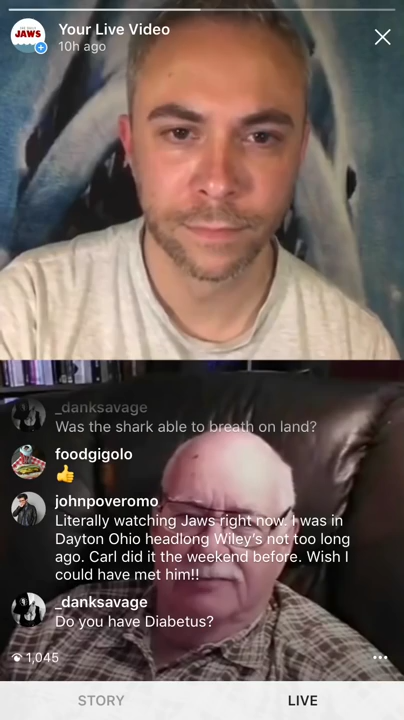 JAWS
Your Live Video
10h ago
_danksavage
Was the shark able to breath on land?
foodgigolo
johnpoveromo
Literally watching Jaws right now. I was in
Dayton Ohio headlong Wiley's not too long
ago. Carl did it the weekend before. Wish I
could have met him!!
_danksavage
Do you have Diabetus?
1,045
STORY
LIVE